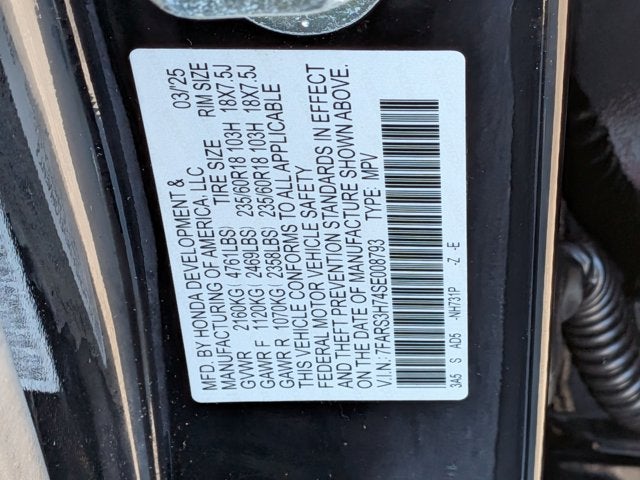 MFD. BY HONDA DEVELOPMENT & 03/'25
MANUFACTURING OF AMERICA, LLC
TIRE SIZE RIM SIZE
GVWR 2160KG( 4761LBS) 235/60R18 103H 18X7.5J
GAWR F 1120KG( 2469LBS) 235/60R18 103H 18X7.5J
GAWR R 1070KG( 2358LBS)
THIS VEHICLE CONFORMS TO ALL APPLICABLE
FEDERAL MOTOR VEHICLE SAFETY
AND THEFT PREVENTION STANDARDS IN EFFECT
ON THE DATE OF MANUFACTURE SHOWN ABOVE.
V.I.N.: 7FARS3H74SE008793 TYPE: MPV
3A5 S AD5 -NH731P -Z -E